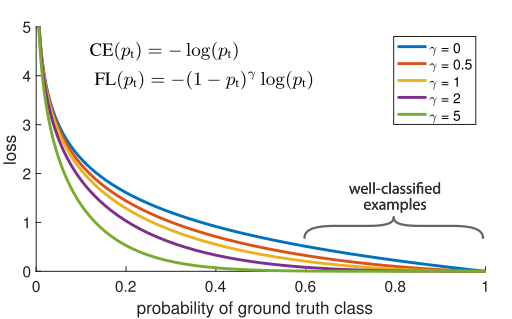 5
4
3
2
1
0
loss
CE(pₜ) = − log(pₜ)
FL(pₜ) = −(1 − pₜ)^γ log(pₜ)
γ = 0
γ = 0.5
γ = 1
γ = 2
γ = 5
well-classified
examples
0 0.2 0.4 0.6 0.8 1
probability of ground truth class